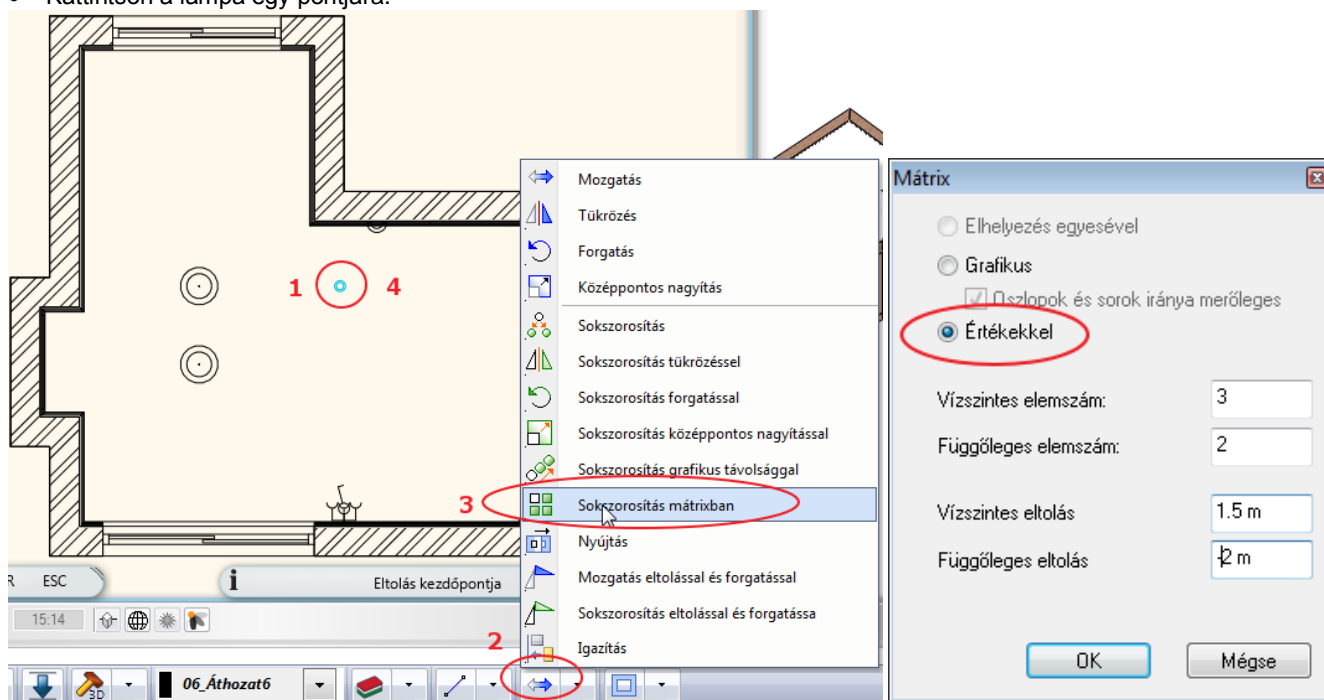 Kattintson a lámpa egy pontjára.
1
4
Mozgatás
Tükrözés
Forgatás
Középpontos nagyítás
Sokszorosítás
Sokszorosítás tükrözéssel
Sokszorosítás forgatással
Sokszorosítás középpontos nagyítással
Sokszorosítás grafikus távolsággal
3
Sokszorosítás mátrixban
Nyújtás
Mozgatás eltolással és forgatással
Sokszorosítás eltolással és forgatássa
Igazítás
2
R ESC
i
Eltolás kezdőpontja
15:14
3D
06_Áthozat6
Mátrix
Elhelyezés egyesével
Grafikus
Oszlopok és sorok iránya merőleges
Értékekkel
Vízszintes elemszám: 3
Függőleges elemszám: 2
Vízszintes eltolás 1.5 m
Függőleges eltolás -2 m
OK
Mégse